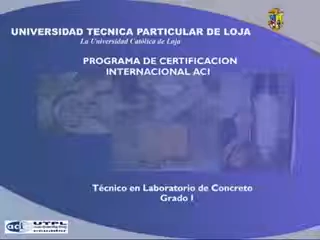 UNIVERSIDAD TECNICA PARTICULAR DE LOJA
La Universidad Católica de Loja
PROGRAMA DE CERTIFICACION
INTERNACIONAL ACI
Técnico en Laboratorio de Concreto
Grado I
aci UTPL
ecuador